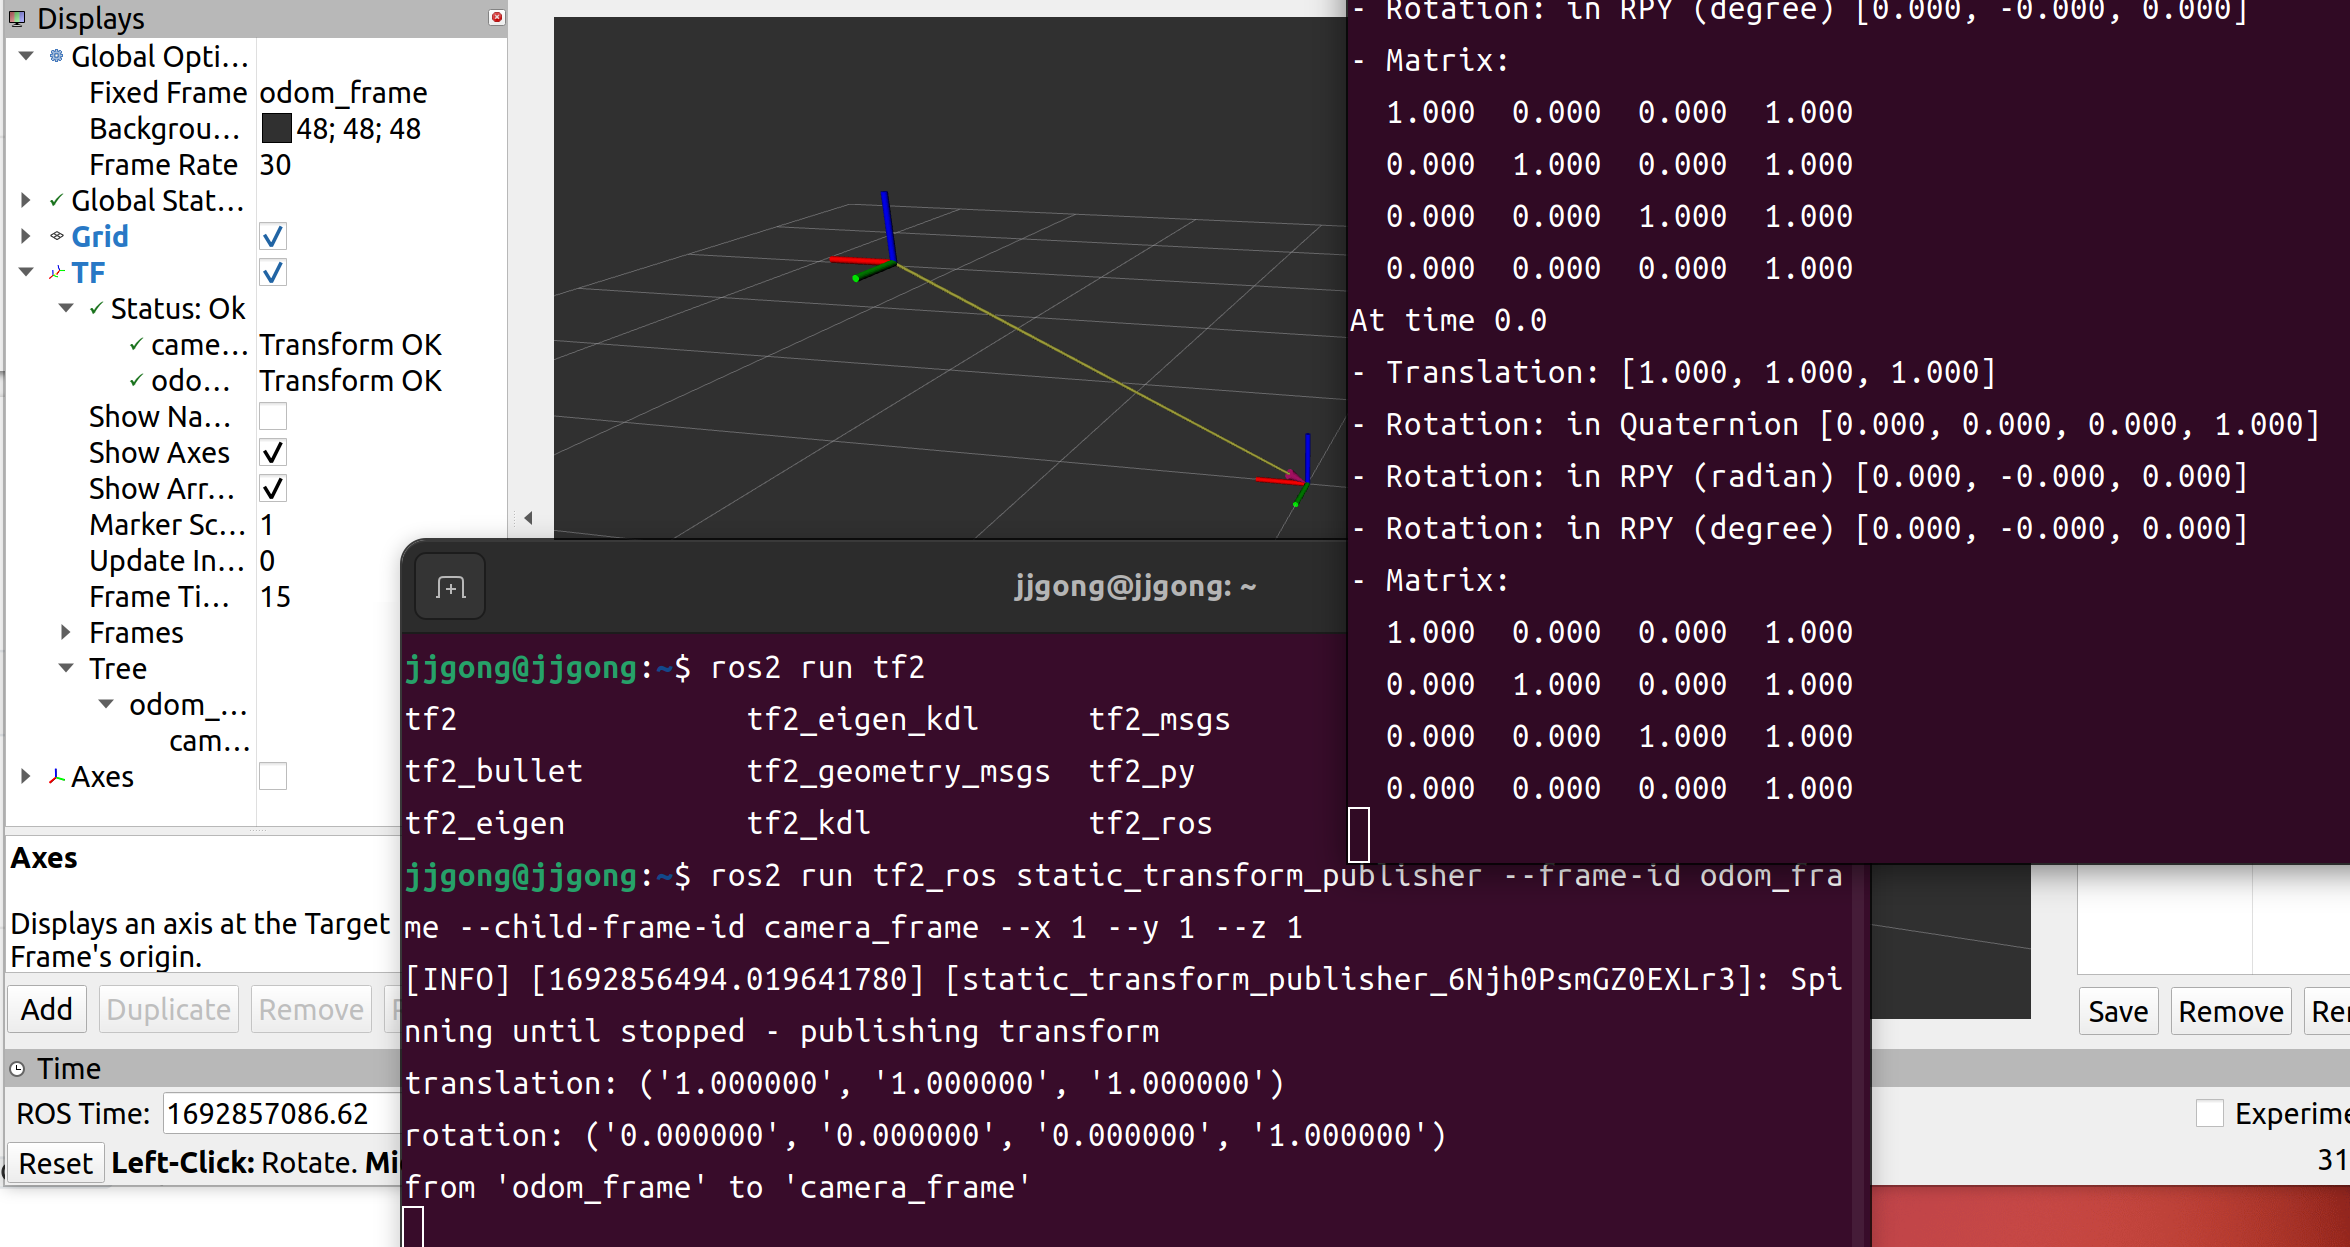 Displays
Global Opti...
Fixed Frame odom_frame
Backgrou... 48; 48; 48
Frame Rate 30
Global Stat...
Grid
TF
Status: Ok
came... Transform OK
odo... Transform OK
Show Na...
Show Axes
Show Arr...
Marker Sc... 1
Update In... 0
Frame Ti... 15
Frames
Tree
odom_...
cam...
Axes
Axes
Displays an axis at the Target
Frame's origin.
Add Duplicate Remove
Time
ROS Time: 1692857086.62
Reset Left-Click: Rotate.
jjgong@jjgong: ~
jjgong@jjgong:~$ ros2 run tf2
tf2 tf2_eigen_kdl tf2_msgs
tf2_bullet tf2_geometry_msgs tf2_py
tf2_eigen tf2_kdl tf2_ros
jjgong@jjgong:~$ ros2 run tf2_ros static_transform_publisher --frame-id odom_fra
me --child-frame-id camera_frame --x 1 --y 1 --z 1
[INFO] [1692856494.019641780] [static_transform_publisher_6Njh0PsmGZ0EXLr3]: Spi
nning until stopped - publishing transform
translation: ('1.000000', '1.000000', '1.000000')
rotation: ('0.000000', '0.000000', '0.000000', '1.000000')
from 'odom_frame' to 'camera_frame'
- Rotation: in RPY (degree) [0.000, -0.000, 0.000]
- Matrix:
1.000 0.000 0.000 1.000
0.000 1.000 0.000 1.000
0.000 0.000 1.000 1.000
0.000 0.000 0.000 1.000
At time 0.0
- Translation: [1.000, 1.000, 1.000]
- Rotation: in Quaternion [0.000, 0.000, 0.000, 1.000]
- Rotation: in RPY (radian) [0.000, -0.000, 0.000]
- Rotation: in RPY (degree) [0.000, -0.000, 0.000]
- Matrix:
1.000 0.000 0.000 1.000
0.000 1.000 0.000 1.000
0.000 0.000 1.000 1.000
0.000 0.000 0.000 1.000
Save Remove
Experime
31